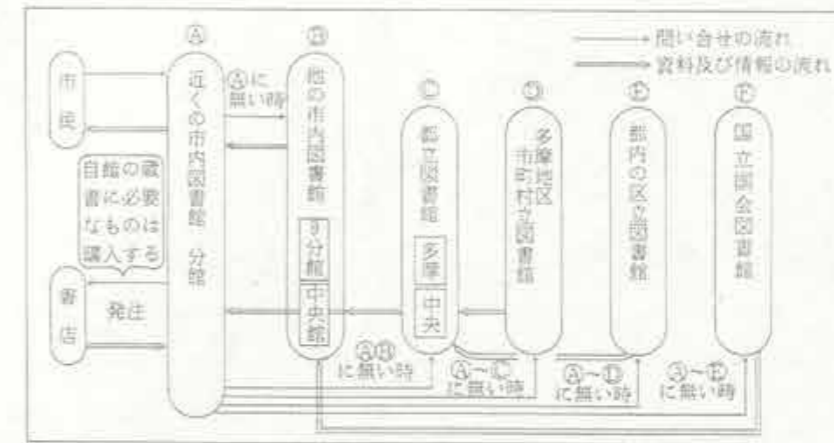 Ⓐ
近くの市内図書館 分館
Ⓑ
他の市内図書館
9分館
中央館
Ⓒ
都立図書館
多摩
中央
Ⓓ
多摩地区
市町村立図書館
Ⓔ
都内の区立図書館
Ⓕ
国立国会図書館
問い合せの流れ
資料及び情報の流れ
市民
Ⓐに
無い時
自館の蔵
書に必要
なものは
購入する
書店
発注
ⒶⒷ
に無い時
Ⓐ〜Ⓒ
に無い時
Ⓐ〜Ⓓ
に無い時
Ⓐ〜Ⓔ
に無い時